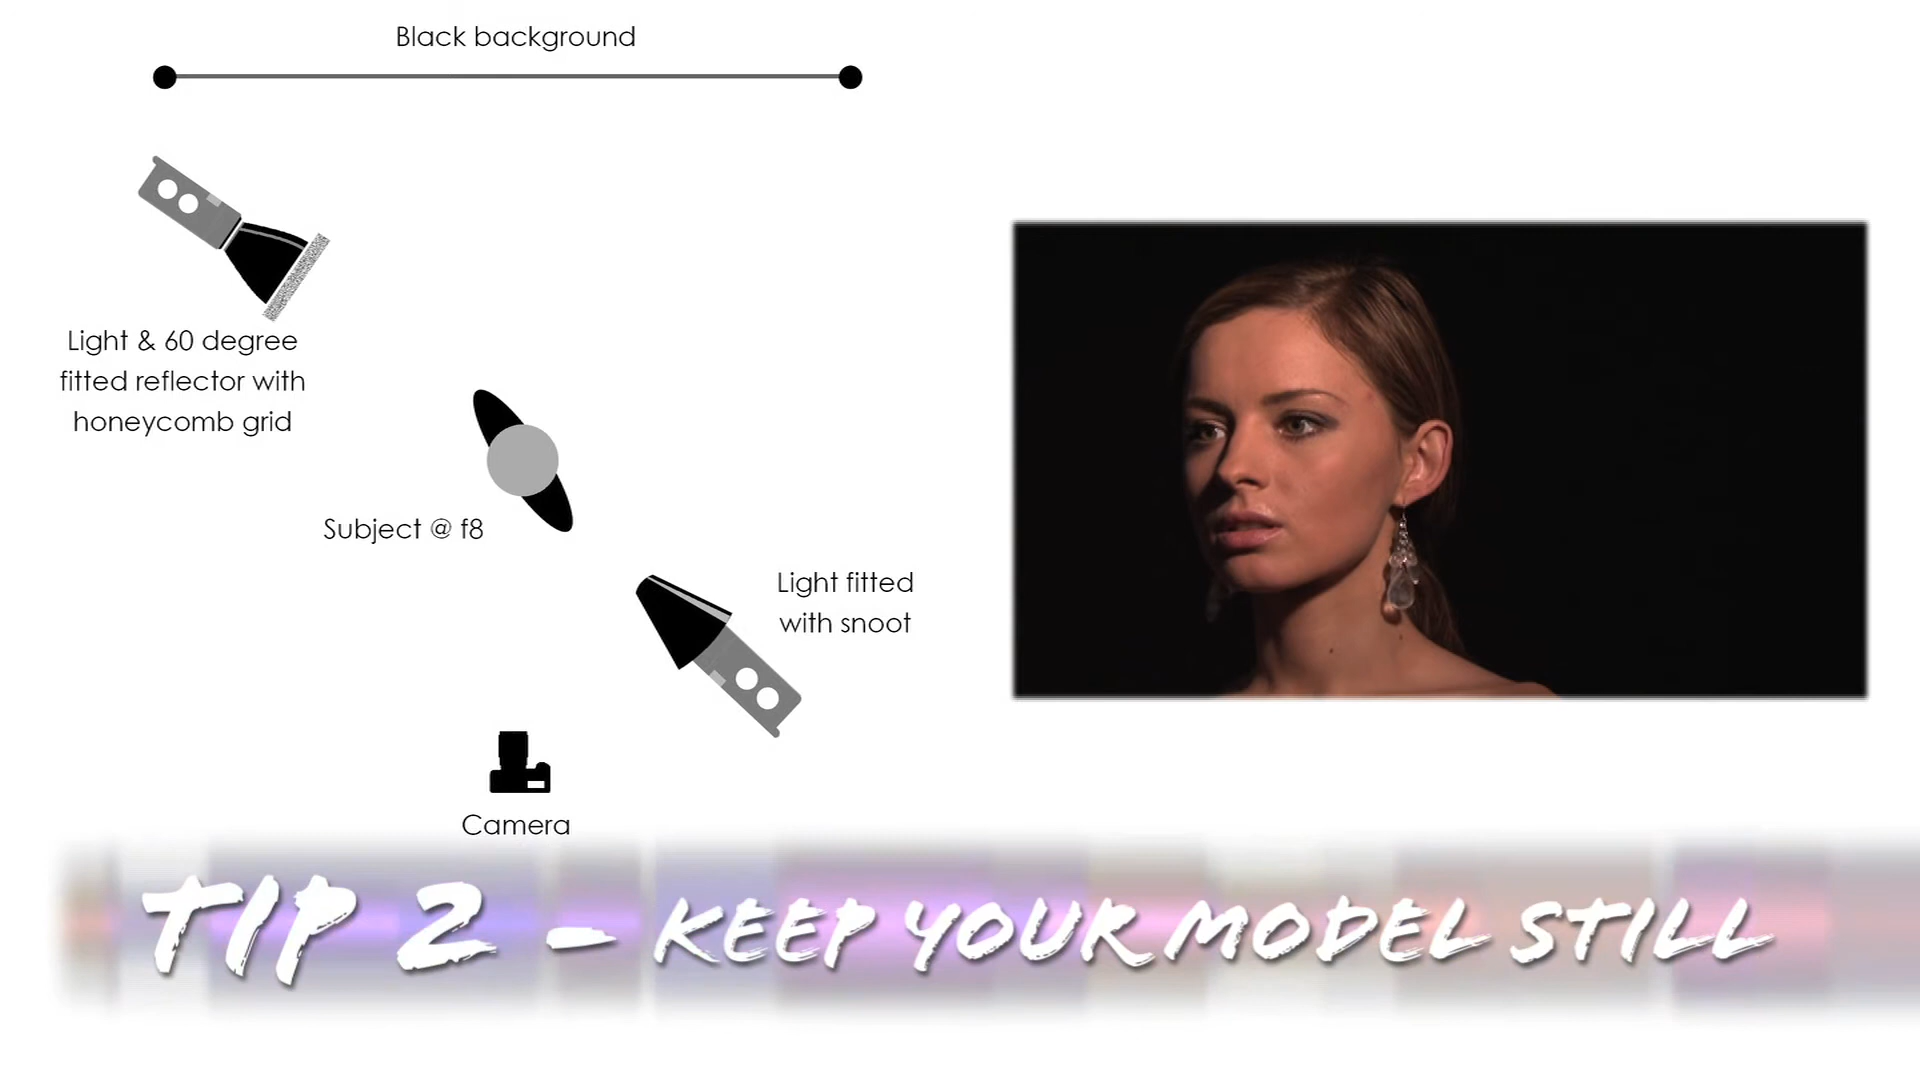 Black background
Light & 60 degree
fitted reflector with
honeycomb grid
Subject @ f8
Light fitted
with snoot
Camera
TIP 2 - KEEP YOUR MODEL STILL